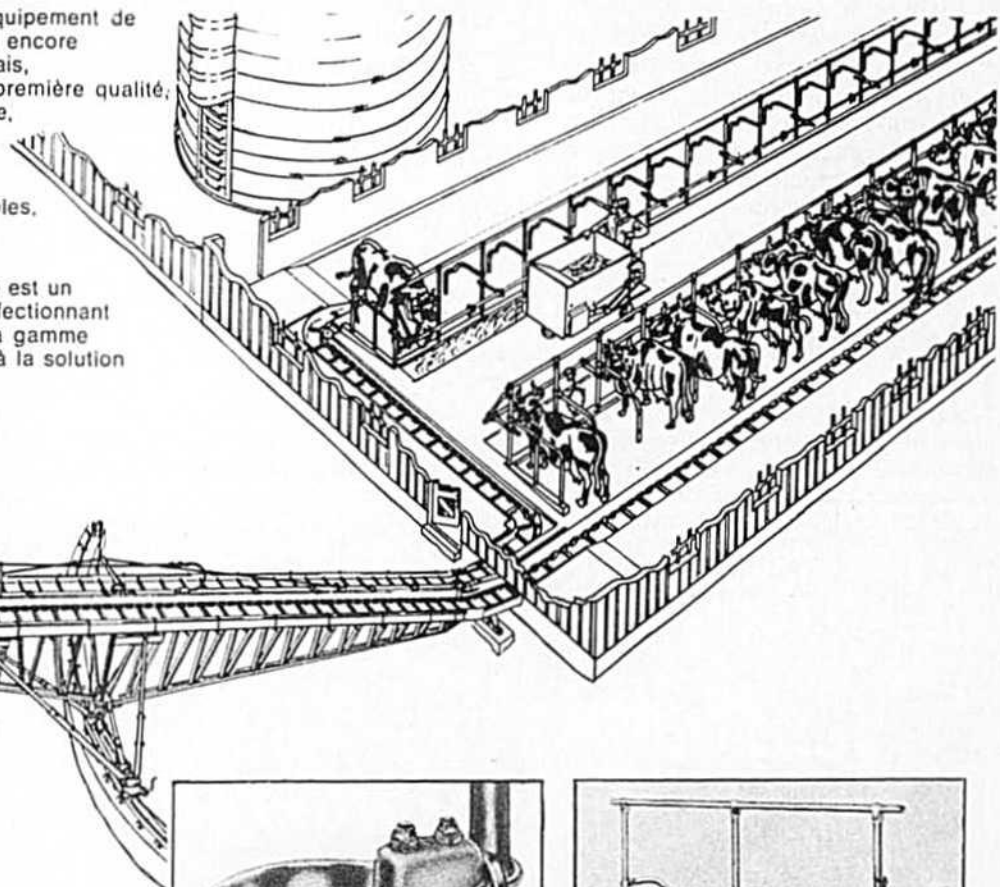 quipement de
encore
ais,
première qualité,
e,
les,
est un
fectionnant
gamme
à la solution